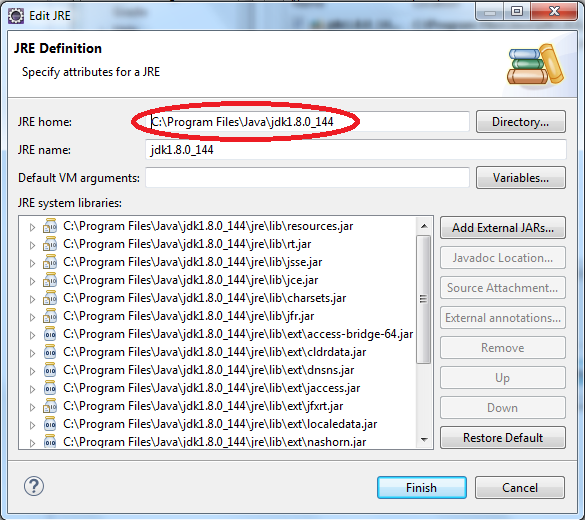 Edit JRE
JRE Definition
Specify attributes for a JRE
JRE home: C:\Program Files\Java\jdk1.8.0_144 Directory...
JRE name: jdk1.8.0_144
Default VM arguments: Variables...
JRE system libraries:
C:\Program Files\Java\jdk1.8.0_144\jre\lib\resources.jar Add External JARs...
C:\Program Files\Java\jdk1.8.0_144\jre\lib\rt.jar
C:\Program Files\Java\jdk1.8.0_144\jre\lib\jsse.jar Javadoc Location...
C:\Program Files\Java\jdk1.8.0_144\jre\lib\jce.jar
C:\Program Files\Java\jdk1.8.0_144\jre\lib\charsets.jar Source Attachment...
C:\Program Files\Java\jdk1.8.0_144\jre\lib\jfr.jar External annotations...
C:\Program Files\Java\jdk1.8.0_144\jre\lib\ext\access-bridge-64.jar
C:\Program Files\Java\jdk1.8.0_144\jre\lib\ext\cldrdata.jar Remove
C:\Program Files\Java\jdk1.8.0_144\jre\lib\ext\dnsns.jar Up
C:\Program Files\Java\jdk1.8.0_144\jre\lib\ext\jaccess.jar
C:\Program Files\Java\jdk1.8.0_144\jre\lib\ext\jfxrt.jar Down
C:\Program Files\Java\jdk1.8.0_144\jre\lib\ext\localedata.jar
C:\Program Files\Java\jdk1.8.0_144\jre\lib\ext\nashorn.jar Restore Default
? Finish Cancel